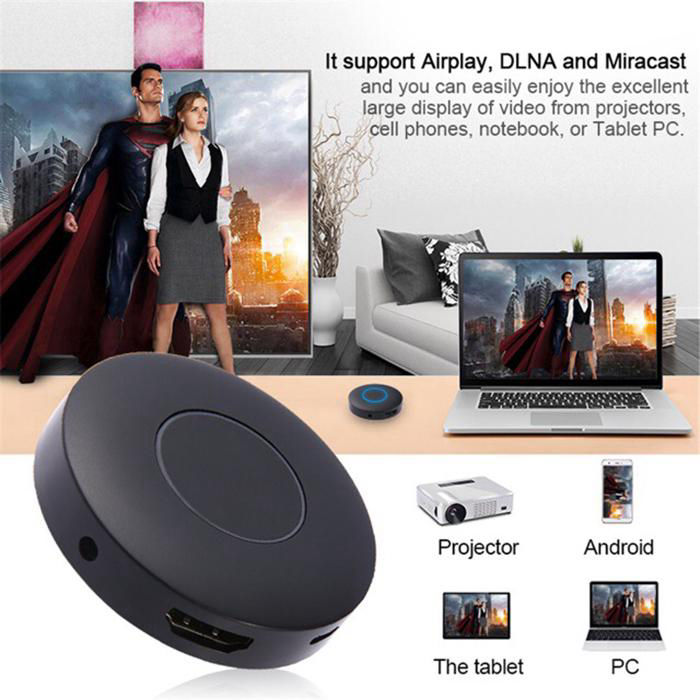 It support Airplay, DLNA and Miracast
and you can easily enjoy the excellent
large display of video from projectors,
cell phones, notebook, or Tablet PC.
Projector
Android
The tablet
PC